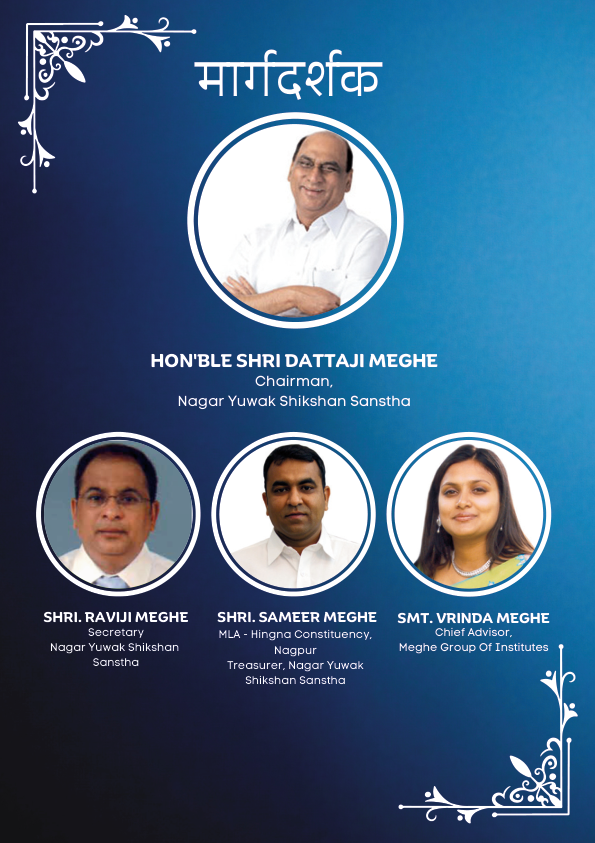 मार्गदर्शक
HON'BLE SHRI DATTAJI MEGHE
Chairman,
Nagar Yuwak Shikshan Sanstha
SHRI. RAVIJI MEGHE
Secretary
Nagar Yuwak Shikshan
Sanstha
SHRI. SAMEER MEGHE
MLA - Hingna Constituency,
Nagpur
Treasurer, Nagar Yuwak
Shikshan Sanstha
SMT. VRINDA MEGHE
Chief Advisor,
Meghe Group Of Institutes